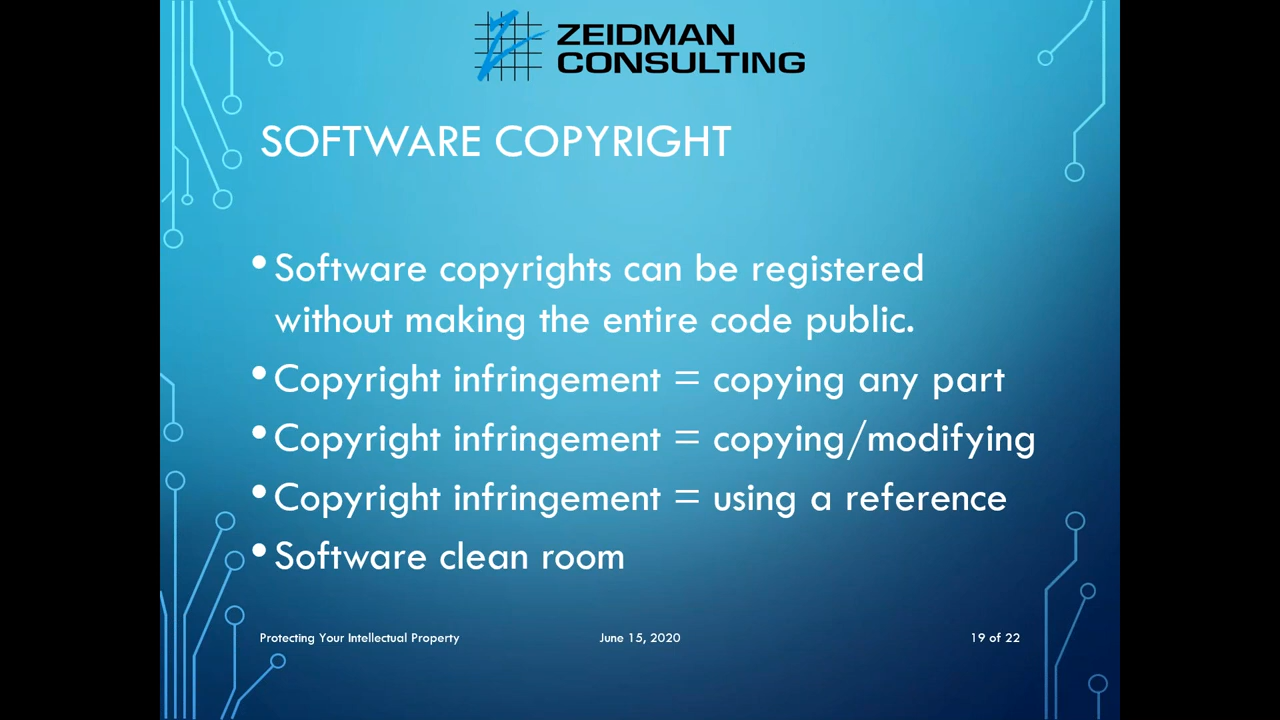 ZEIDMAN
CONSULTING
SOFTWARE COPYRIGHT
• Software copyrights can be registered
without making the entire code public.
• Copyright infringement = copying any part
• Copyright infringement = copying/modifying
• Copyright infringement = using a reference
• Software clean room
Protecting Your Intellectual Property June 15, 2020 19 of 22